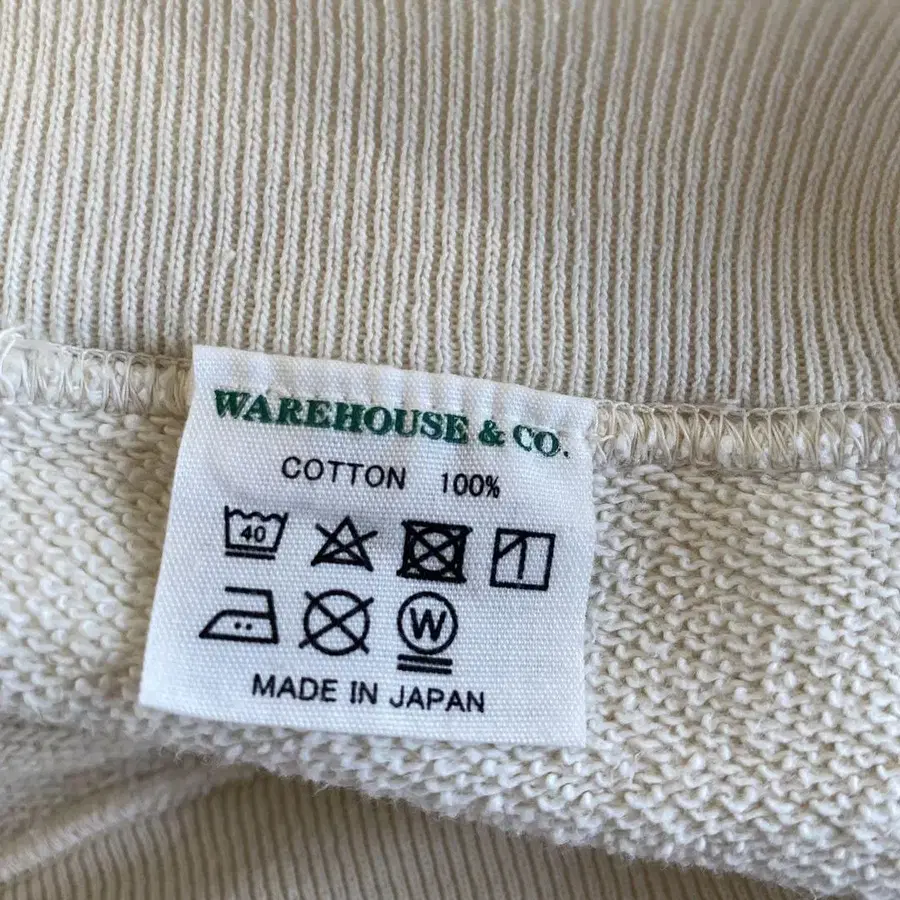 WAREHOUSE & CO.
COTTON 100%
40
W
MADE IN JAPAN